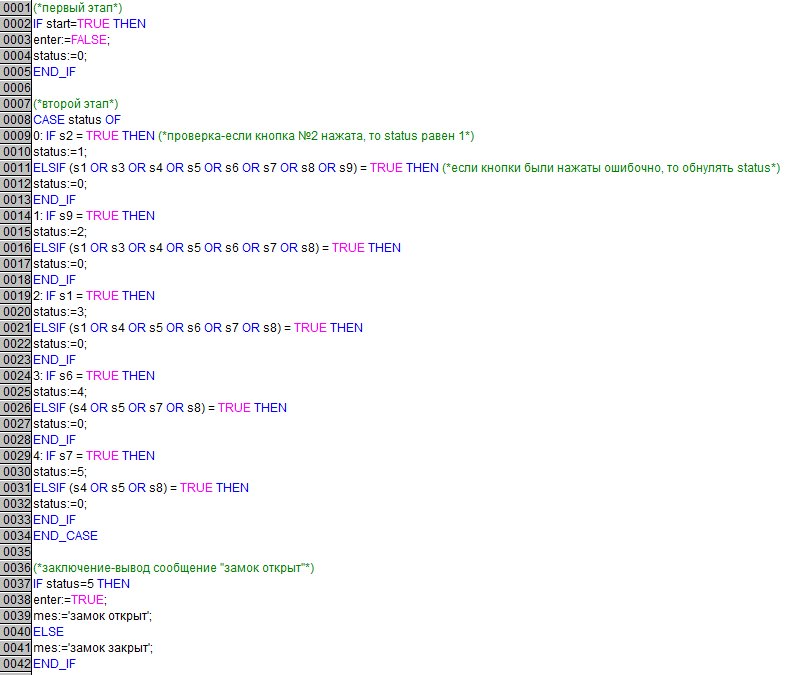 0001 (*первый этап*)
0002 IF start=TRUE THEN
0003 enter:=FALSE;
0004 status:=0;
0005 END_IF
0006
0007 (*второй этап*)
0008 CASE status OF
0009 0: IF s2 = TRUE THEN (*проверка-если кнопка №2 нажата, то status равен 1*)
0010 status:=1;
0011 ELSIF (s1 OR s3 OR s4 OR s5 OR s6 OR s7 OR s8 OR s9) = TRUE THEN (*если кнопки были нажаты ошибочно, то обнулять status*)
0012 status:=0;
0013 END_IF
0014 1: IF s9 = TRUE THEN
0015 status:=2;
0016 ELSIF (s1 OR s3 OR s4 OR s5 OR s6 OR s7 OR s8) = TRUE THEN
0017 status:=0;
0018 END_IF
0019 2: IF s1 = TRUE THEN
0020 status:=3;
0021 ELSIF (s1 OR s4 OR s5 OR s6 OR s7 OR s8) = TRUE THEN
0022 status:=0;
0023 END_IF
0024 3: IF s6 = TRUE THEN
0025 status:=4;
0026 ELSIF (s4 OR s5 OR s7 OR s8) = TRUE THEN
0027 status:=0;
0028 END_IF
0029 4: IF s7 = TRUE THEN
0030 status:=5;
0031 ELSIF (s4 OR s5 OR s8) = TRUE THEN
0032 status:=0;
0033 END_IF
0034 END_CASE
0035
0036 (*заключение-вывод сообщение "замок открыт"*)
0037 IF status=5 THEN
0038 enter:=TRUE;
0039 mes:='замок открыт';
0040 ELSE
0041 mes:='замок закрыт';
0042 END_IF